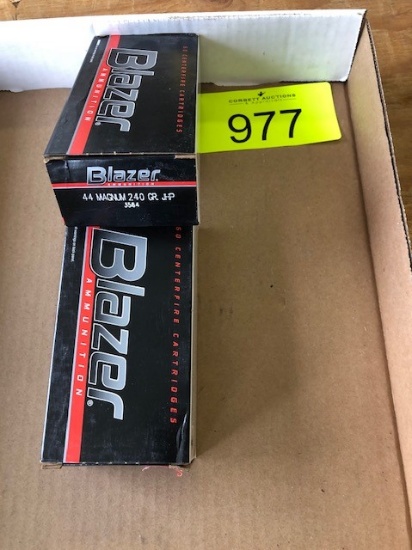 Blazer
AMMUNITION
50 CENTERFIRE CARTRIDGES
CORBETT AUCTIONS
977
Blazer
AMMUNITION
44 MAGNUM 240 GR. JHP
3564
Blazer®
AMMUNITION
50 CENTERFIRE CARTRIDGES